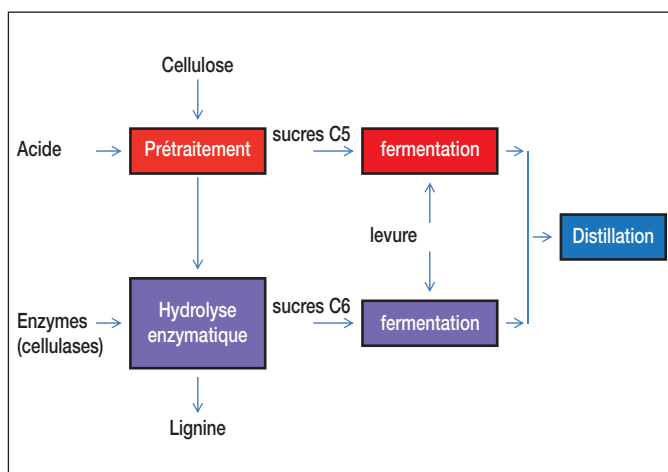 Cellulose
Acide
Prétraitement
sucres C5
fermentation
levure
Distillation
Enzymes
(cellulases)
Hydrolyse
enzymatique
sucres C6
fermentation
Lignine